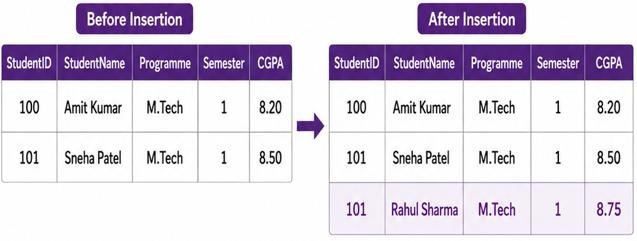 Before Insertion
StudentID StudentName Programme Semester CGPA
100 Amit Kumar M.Tech 1 8.20
101 Sneha Patel M.Tech 1 8.50
After Insertion
StudentID StudentName Programme Semester CGPA
100 Amit Kumar M.Tech 1 8.20
101 Sneha Patel M.Tech 1 8.50
101 Rahul Sharma M.Tech 1 8.75